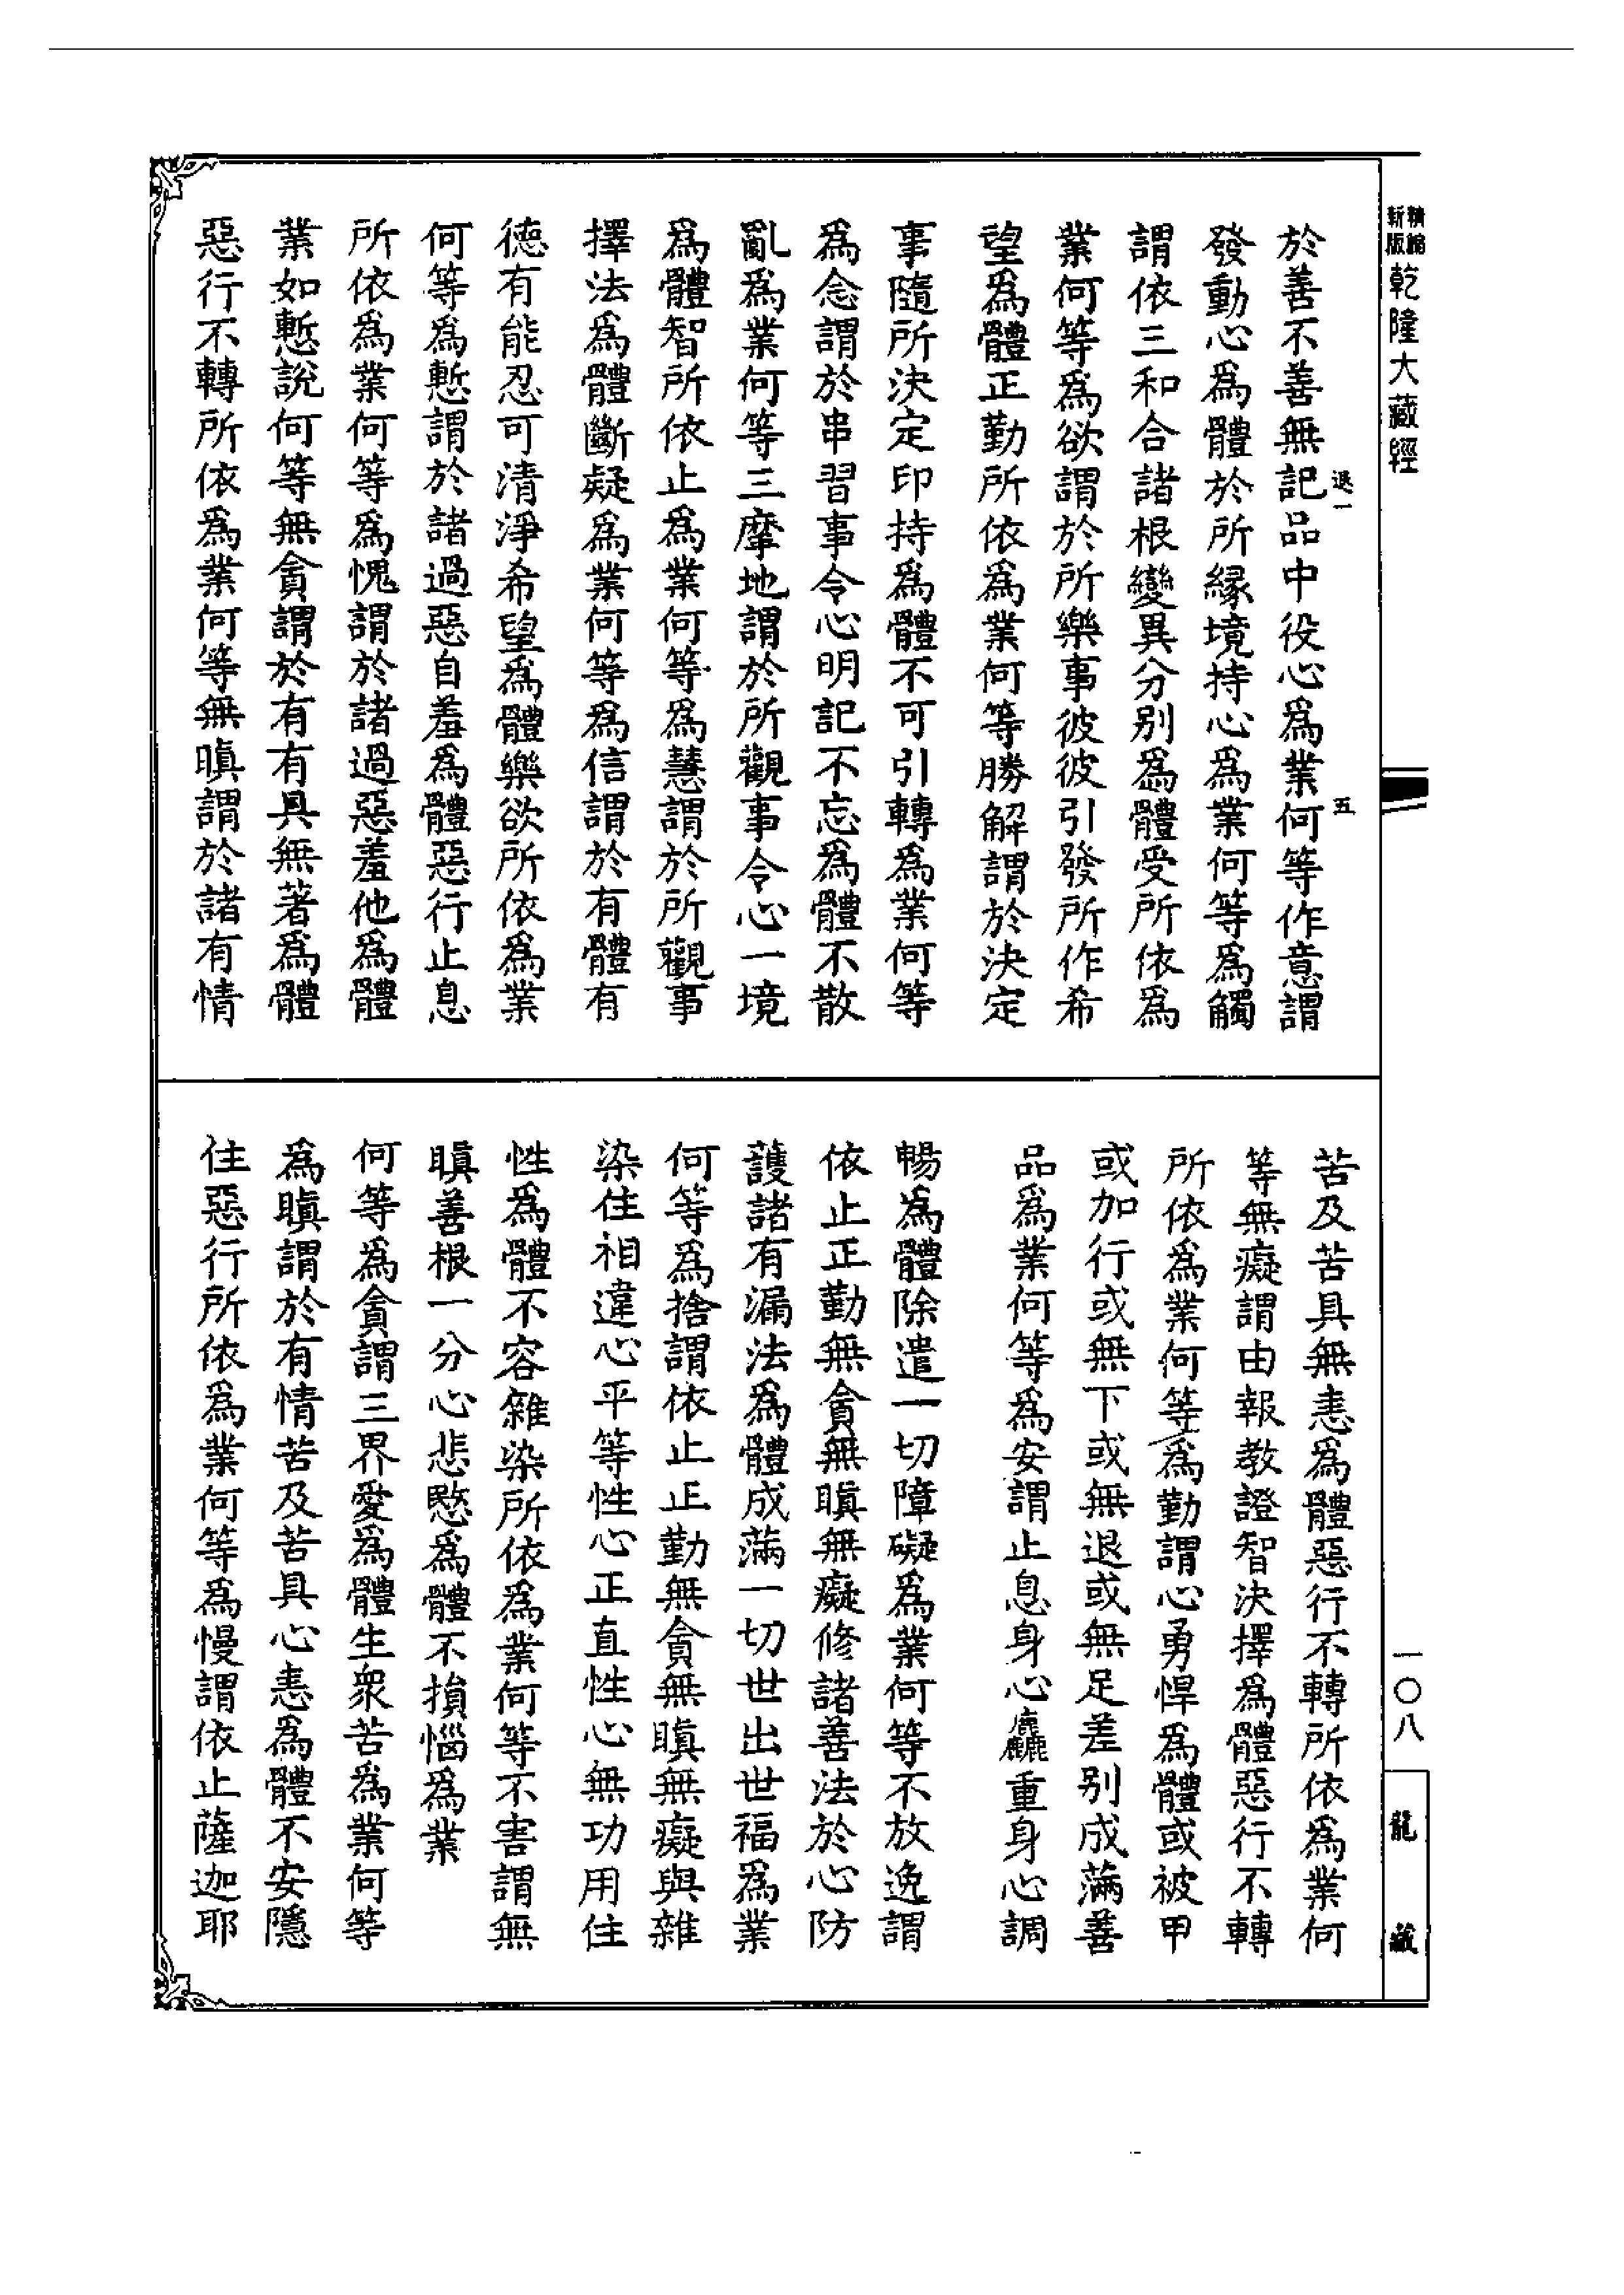 精縮新版乾隆大藏經
退一
五
於善不善無記品中役心爲業何等作意謂
發動心爲體於所縁境持心爲業何等爲觸
謂依三和合諸根變異分别爲體受所依爲
業何等爲欲謂於所樂事彼彼引發所作希
望爲體正勤所依爲業何等勝解謂於決定
事隨所決定印持爲體不可引轉爲業何等
爲念謂於串習事令心明記不忘爲體不散
亂爲業何等三摩地謂於所觀事令心一境
爲體智所依止爲業何等爲慧謂於所觀事
擇法爲體斷疑爲業何等爲信謂於有體有
德有能忍可清淨希望爲體樂欲所依爲業
何等爲慙謂於諸過惡自羞爲體惡行止息
所依爲業何等爲愧謂於諸過惡羞他爲體
業如慙說何等無貪謂於有有具無著爲體
惡行不轉所依爲業何等無瞋謂於諸有情
苦及苦具無恚爲體惡行不轉所依爲業何
等無癡謂由報教證智決擇爲體惡行不轉
所依爲業何等爲勤謂心勇悍爲體或被甲
或加行或無下或無退或無足差别成滿善
品爲業何等爲安謂止息身心麤重身心調
暢爲體除遣一切障礙爲業何等不放逸謂
依止正勤無貪無瞋無癡修諸善法於心防
護諸有漏法爲體成滿一切世出世福爲業
何等爲捨謂依止正勤無貪無瞋無癡與雜
染住相違心平等性心正直性心無功用住
性爲體不容雜染所依爲業何等不害謂無
瞋善根一分心悲愍爲體不損惱爲業
何等爲貪謂三界愛爲體生衆苦爲業何等
爲瞋謂於有情苦及苦具心恚爲體不安隱
住惡行所依爲業何等爲慢謂依止薩迦耶
一〇八
龍藏